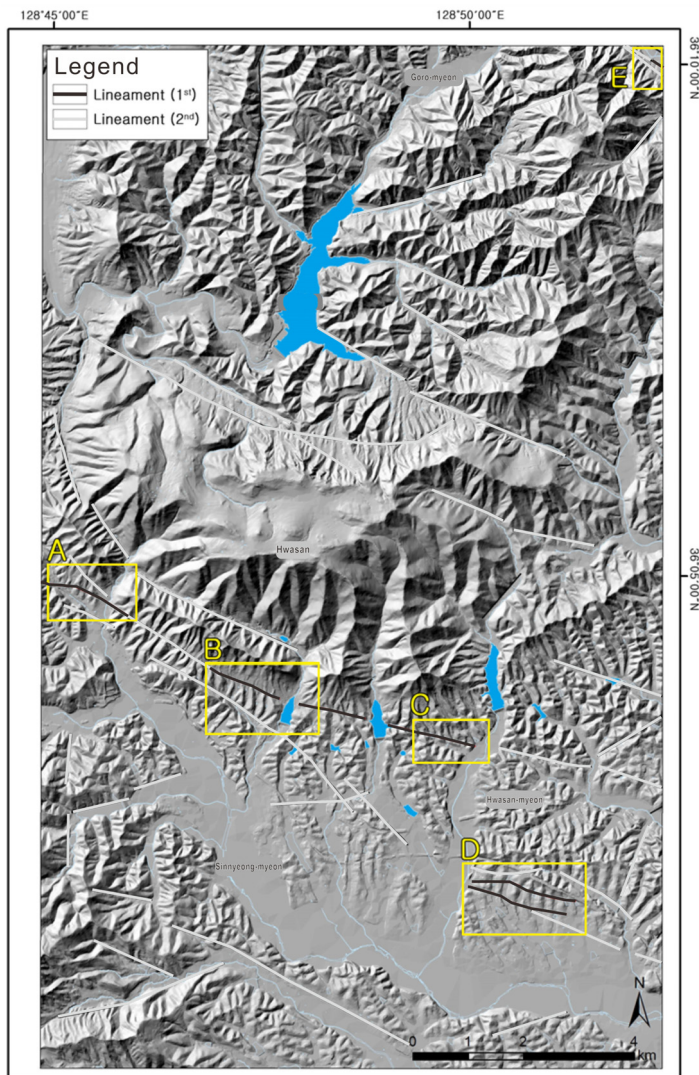 128°45'00"E
128°50'00"E
Legend
Lineament (1st)
Lineament (2nd)
Goro-myeon
E
36°10'00"N
Hwasan
A
36°05'00"N
B
C
Hwasan-myeon
D
Sinnyeong-myeon
N
0 1 2 4
km